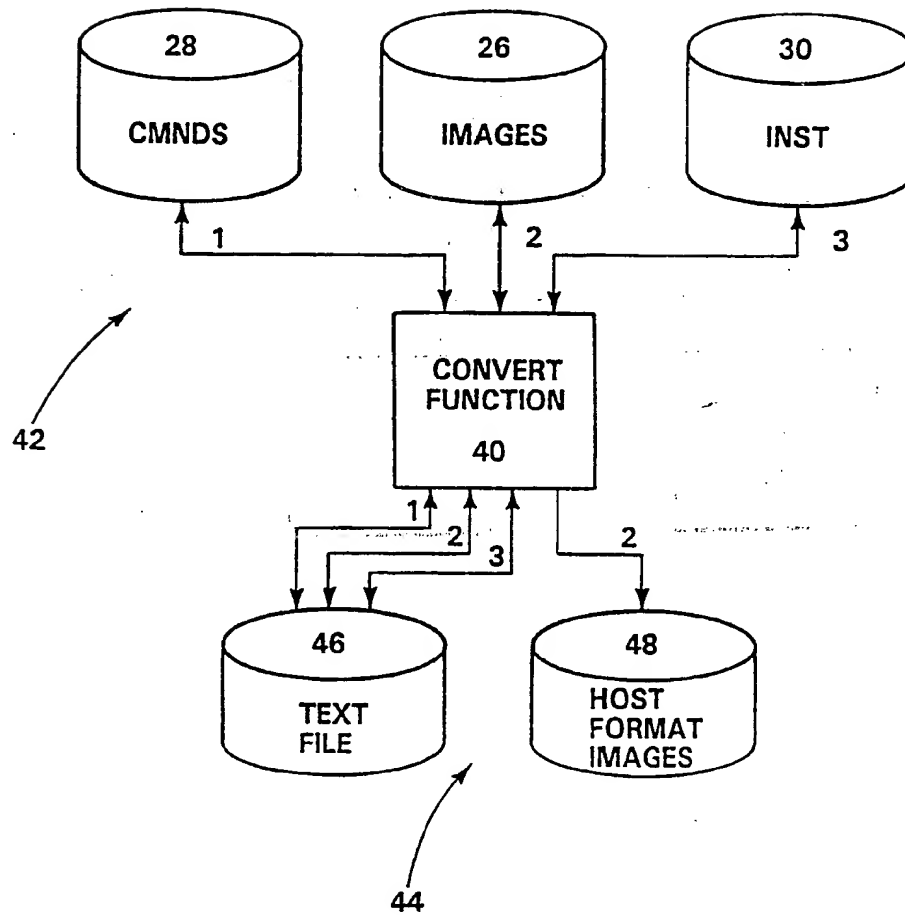 28
26
30
CMNDS
IMAGES
INST
1
2
3
CONVERT
FUNCTION
40
42
1
2
3
2
46
48
TEXT
FILE
HOST
FORMAT
IMAGES
44